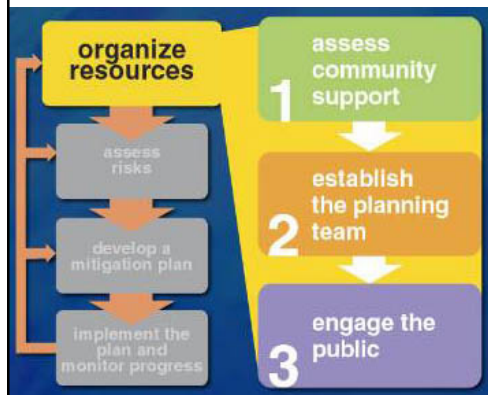 organize
resources
assess
risks
develop a
mitigation plan
implement the
plan and
monitor progress
1
assess
community
support
2
establish
the planning
team
3
engage the
public